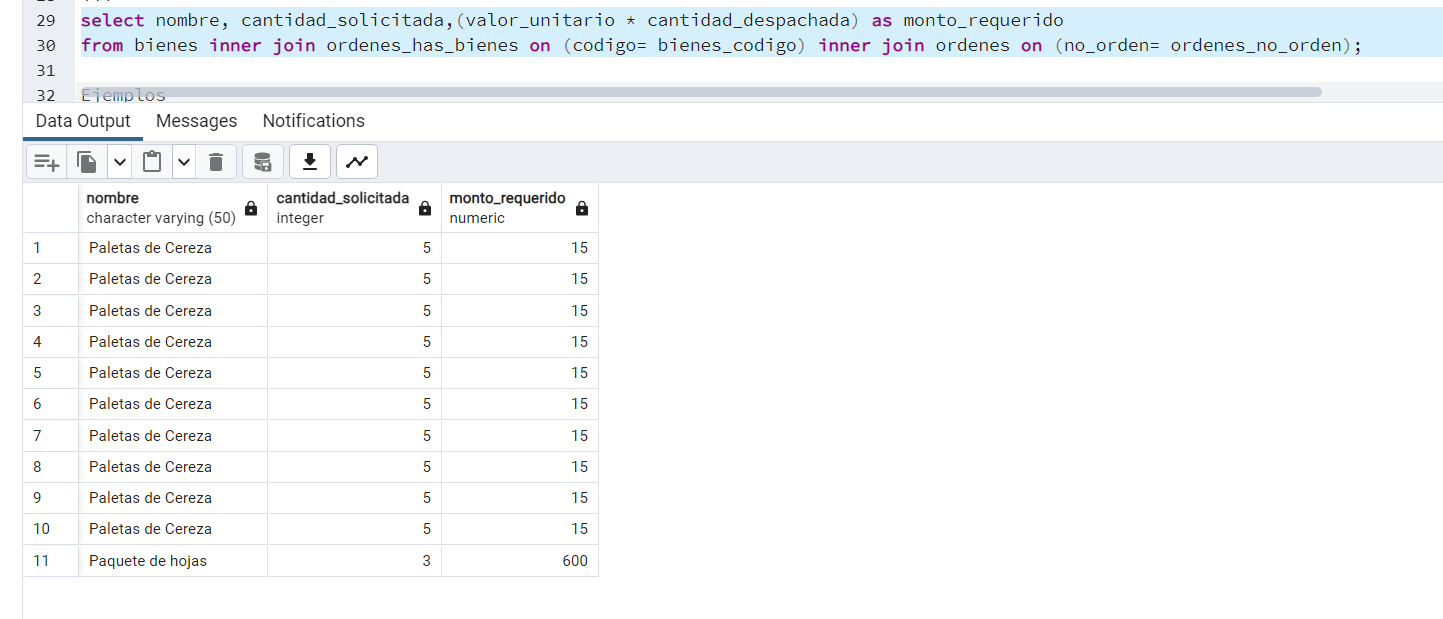 29 select nombre, cantidad_solicitada,(valor_unitario * cantidad_despachada) as monto_requerido
30 from bienes inner join ordenes_has_bienes on (codigo= bienes_codigo) inner join ordenes on (no_orden= ordenes_no_orden);
31
32 Ejemplos
Data Output Messages Notifications
nombre cantidad_solicitada monto_requerido
character varying (50) integer numeric
1 Paletas de Cereza 5 15
2 Paletas de Cereza 5 15
3 Paletas de Cereza 5 15
4 Paletas de Cereza 5 15
5 Paletas de Cereza 5 15
6 Paletas de Cereza 5 15
7 Paletas de Cereza 5 15
8 Paletas de Cereza 5 15
9 Paletas de Cereza 5 15
10 Paletas de Cereza 5 15
11 Paquete de hojas 3 600